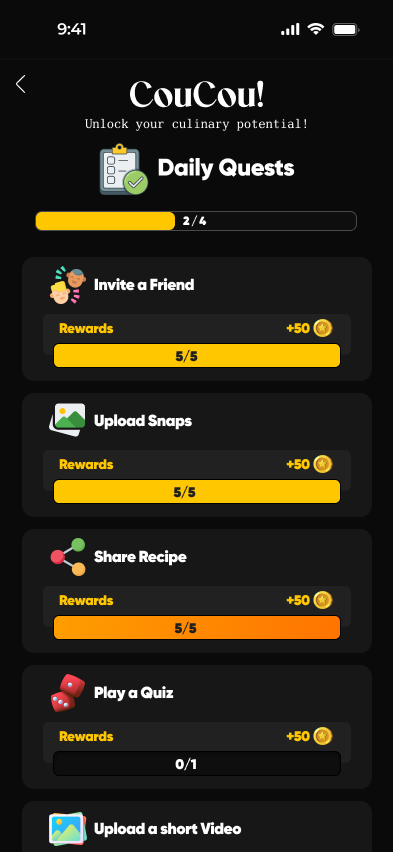 9:41
CouCou!
Unlock your culinary potential!
Daily Quests
2/4
Invite a Friend
Rewards +50
5/5
Upload Snaps
Rewards +50
5/5
Share Recipe
Rewards +50
5/5
Play a Quiz
Rewards +50
0/1
Upload a short Video